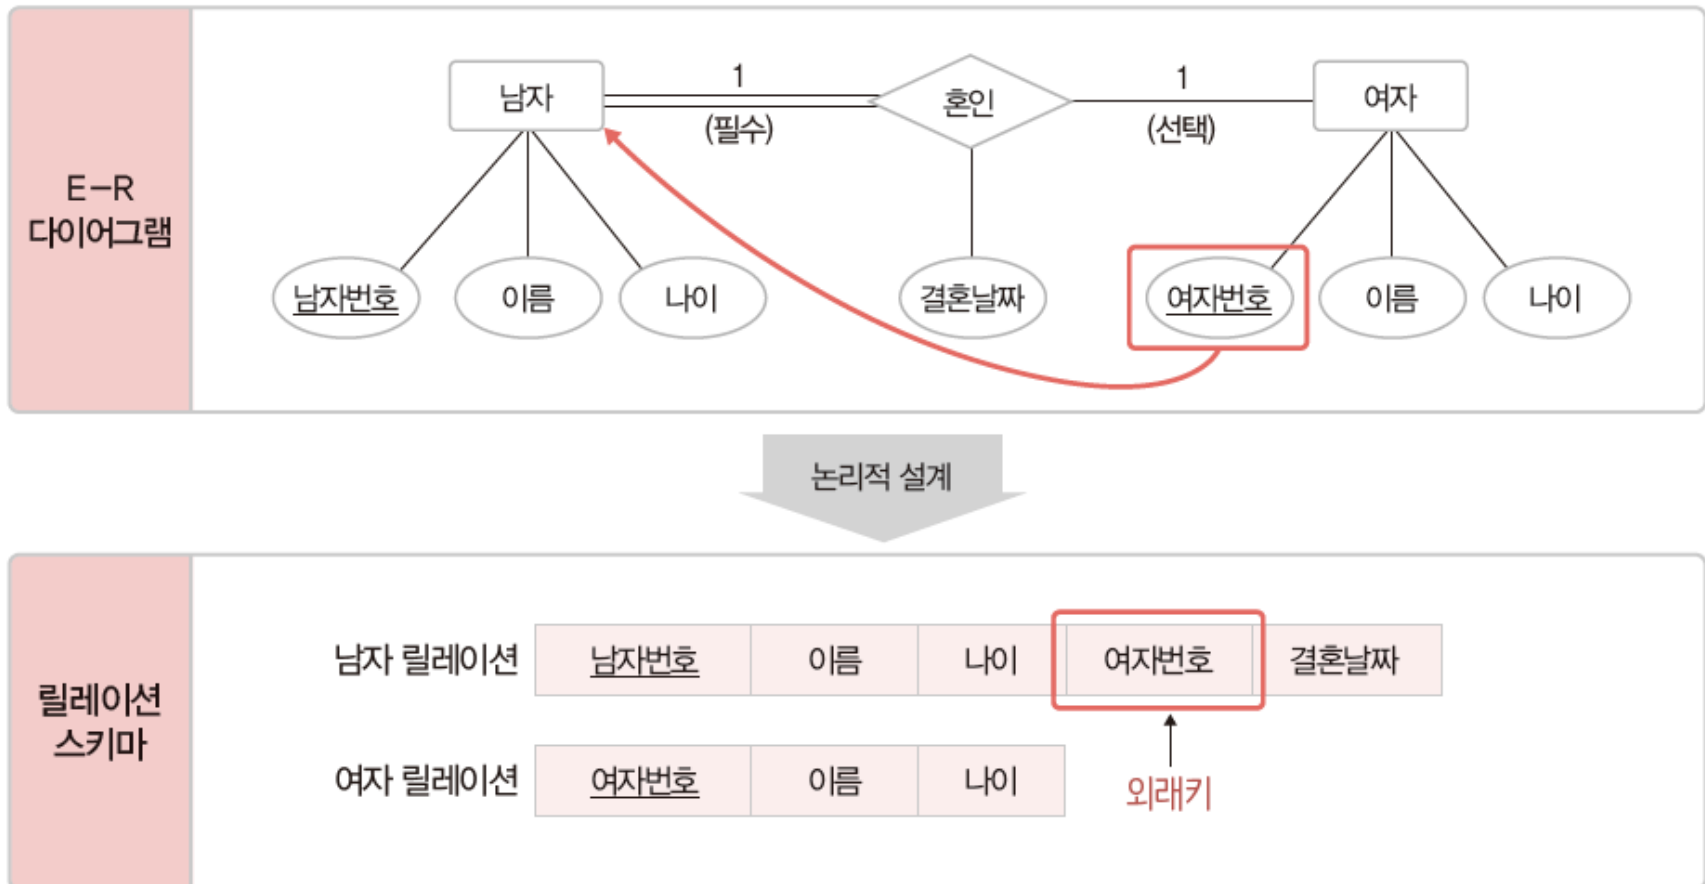 E-R
다이어그램
남자
1
(필수)
혼인
1
(선택)
여자
남자번호
이름
나이
결혼날짜
여자번호
이름
나이
논리적 설계
릴레이션
스키마
남자 릴레이션
남자번호
이름
나이
여자번호
결혼날짜
여자 릴레이션
여자번호
이름
나이
외래키